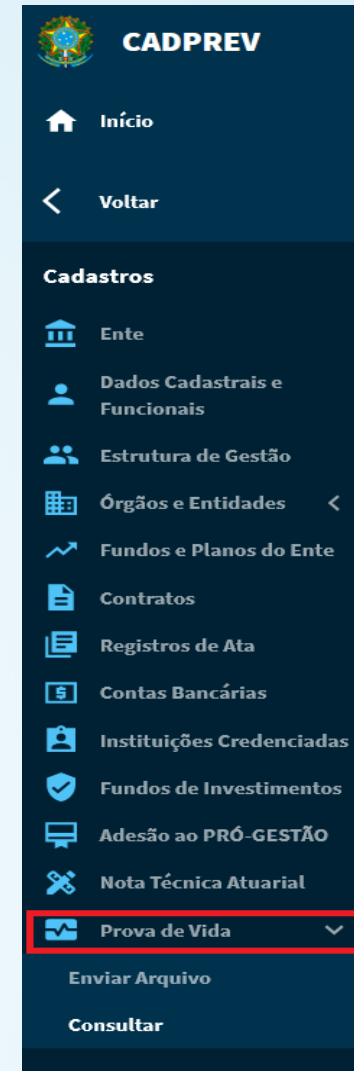 CADPREV
Início
Voltar
Cadastros
Ente
Dados Cadastrais e
Funcionais
Estrutura de Gestão
Órgãos e Entidades
Fundos e Planos do Ente
Contratos
Registros de Ata
Contas Bancárias
Instituições Credenciadas
Fundos de Investimentos
Adesão ao PRÓ-GESTÃO
Nota Técnica Atuarial
Prova de Vida
Enviar Arquivo
Consultar